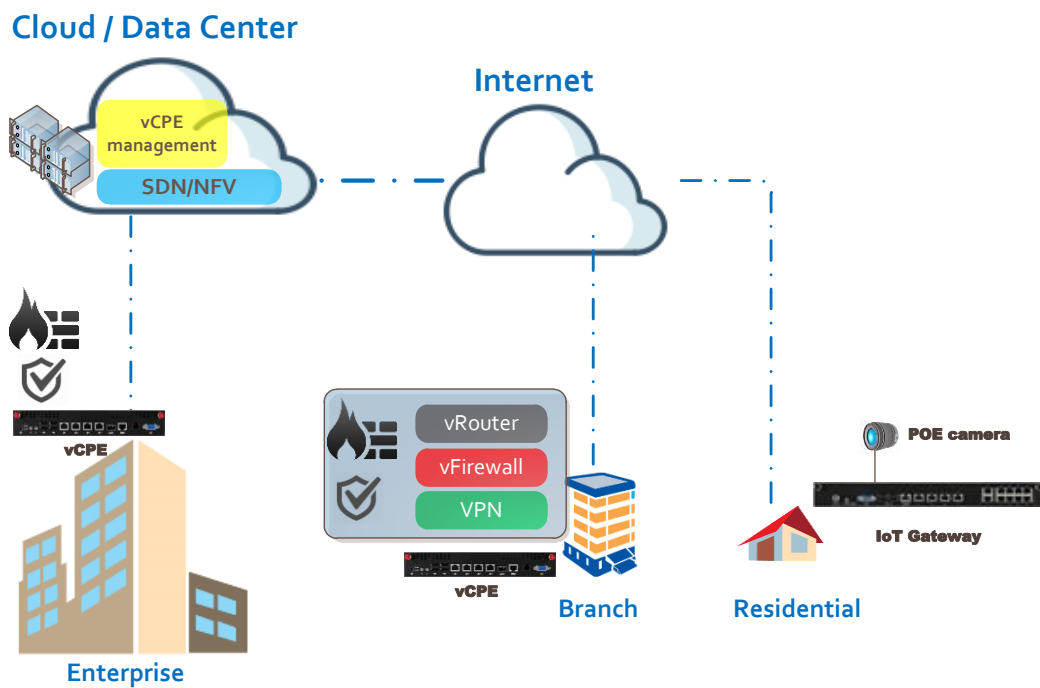 Cloud / Data Center
Internet
vCPE
management
SDN/NFV
vCPE
vRouter
vFirewall
VPN
vCPE
POE camera
IoT Gateway
Branch
Residential
Enterprise